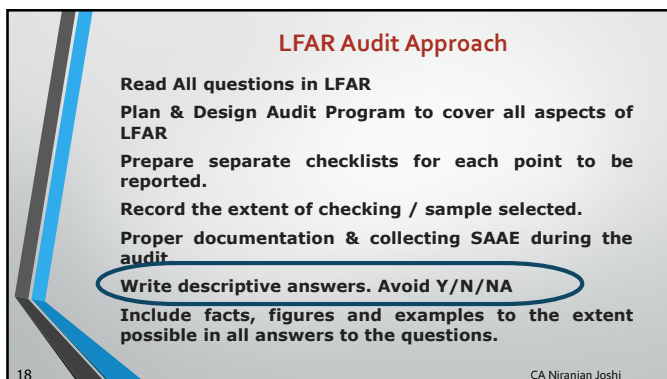 LFAR Audit Approach
Read All questions in LFAR
Plan & Design Audit Program to cover all aspects of
LFAR
Prepare separate checklists for each point to be
reported.
Record the extent of checking / sample selected.
Proper documentation & collecting SAAE during the
audit.
Write descriptive answers. Avoid Y/N/NA
Include facts, figures and examples to the extent
possible in all answers to the questions.
18
CA Niranjan Joshi